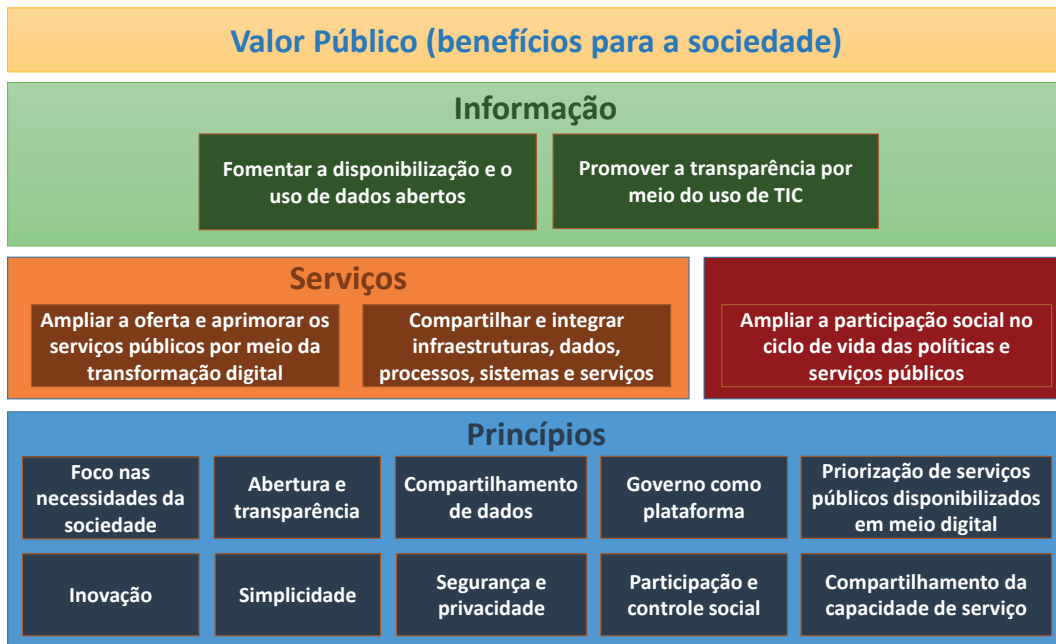 Valor Público (benefícios para a sociedade)
Informação
Fomentar a disponibilização e o
uso de dados abertos
Promover a transparência por
meio do uso de TIC
Serviços
Ampliar a oferta e aprimorar os
serviços públicos por meio da
transformação digital
Compartilhar e integrar
infraestruturas, dados,
processos, sistemas e serviços
Ampliar a participação social no
ciclo de vida das políticas e
serviços públicos
Princípios
Foco nas
necessidades da
sociedade
Abertura e
transparência
Compartilhamento
de dados
Governo como
plataforma
Priorização de serviços
públicos disponibilizados
em meio digital
Inovação
Simplicidade
Segurança e
privacidade
Participação e
controle social
Compartilhamento da
capacidade de serviço